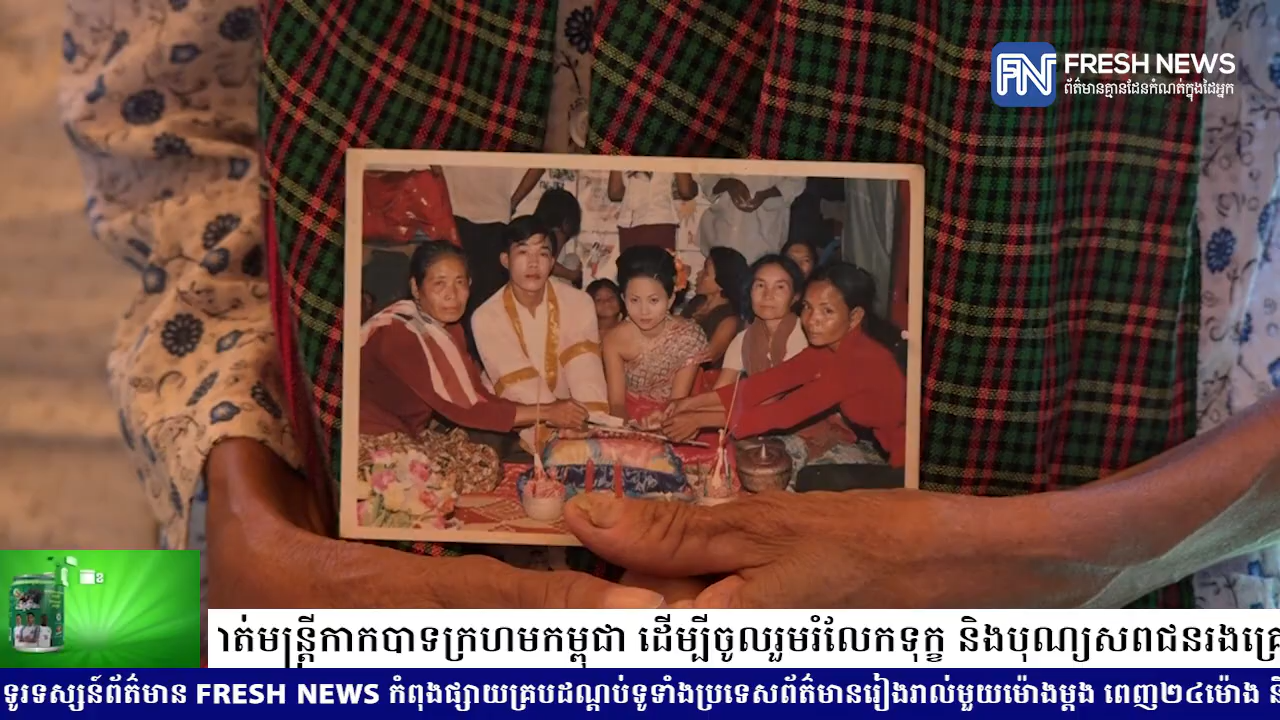 FRESH NEWS
ព័ត៌មានគ្មានដែនកំណត់ក្នុងដៃអ្នក
ាត់មន្ត្រីកាកបាទក្រហមកម្ពុជា ដើម្បីចូលរួមរំលែកទុក្ខ និងបុណ្យសពជនរងគ្រោ
ទូរទស្សន៍ព័ត៌មាន FRESH NEWS កំពុងផ្សាយគ្របដណ្តប់ទូទាំងប្រទេសព័ត៌មានរៀងរាល់មួយម៉ោងម្តង ពេញ២៤ម៉ោង និ